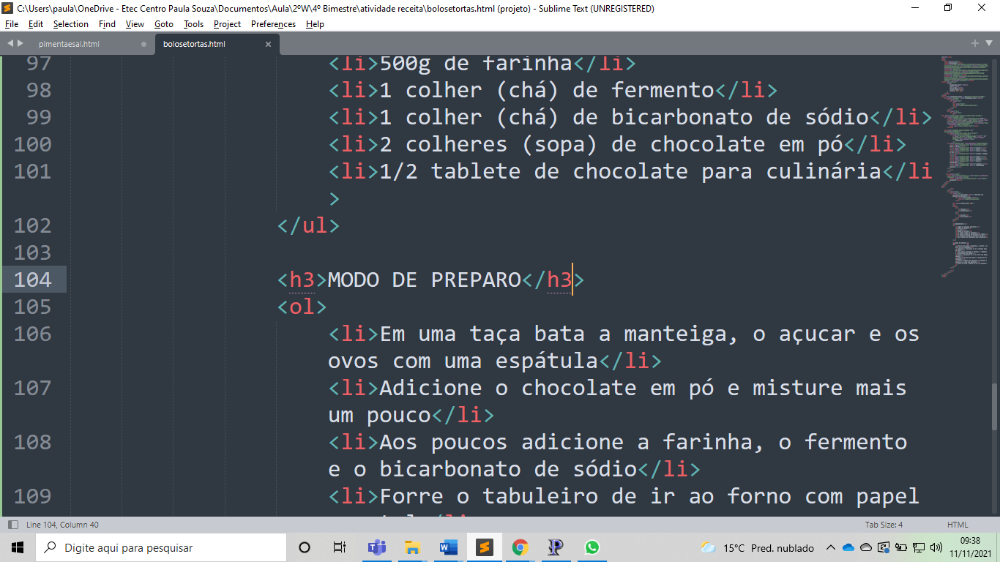 C:\Users\paula\OneDrive - Etec Centro Paula Souza\Documentos\Aula\2ºW\4º Bimestre\atividade receita\bolosetortas.html (projeto) - Sublime Text (UNREGISTERED)
File Edit Selection Find View Goto Tools Project Preferences Help
pimentaesal.html bolosetortas.html
97 <li>500g de farinha</li>
98 <li>1 colher (chá) de fermento</li>
99 <li>1 colher (chá) de bicarbonato de sódio</li>
100 <li>2 colheres (sopa) de chocolate em pó</li>
101 <li>1/2 tablete de chocolate para culinária</li
>
102 </ul>
103
104 <h3>MODO DE PREPARO</h3>
105 <ol>
106 <li>Em uma taça bata a manteiga, o açucar e os
ovos com uma espátula</li>
107 <li>Adicione o chocolate em pó e misture mais
um pouco</li>
108 <li>Aos poucos adicione a farinha, o fermento
e o bicarbonato de sódio</li>
109 <li>Forre o tabuleiro de ir ao forno com papel
Line 104, Column 40 Tab Size: 4 HTML
Digite aqui para pesquisar 15°C Pred. nublado 09:38
11/11/2021